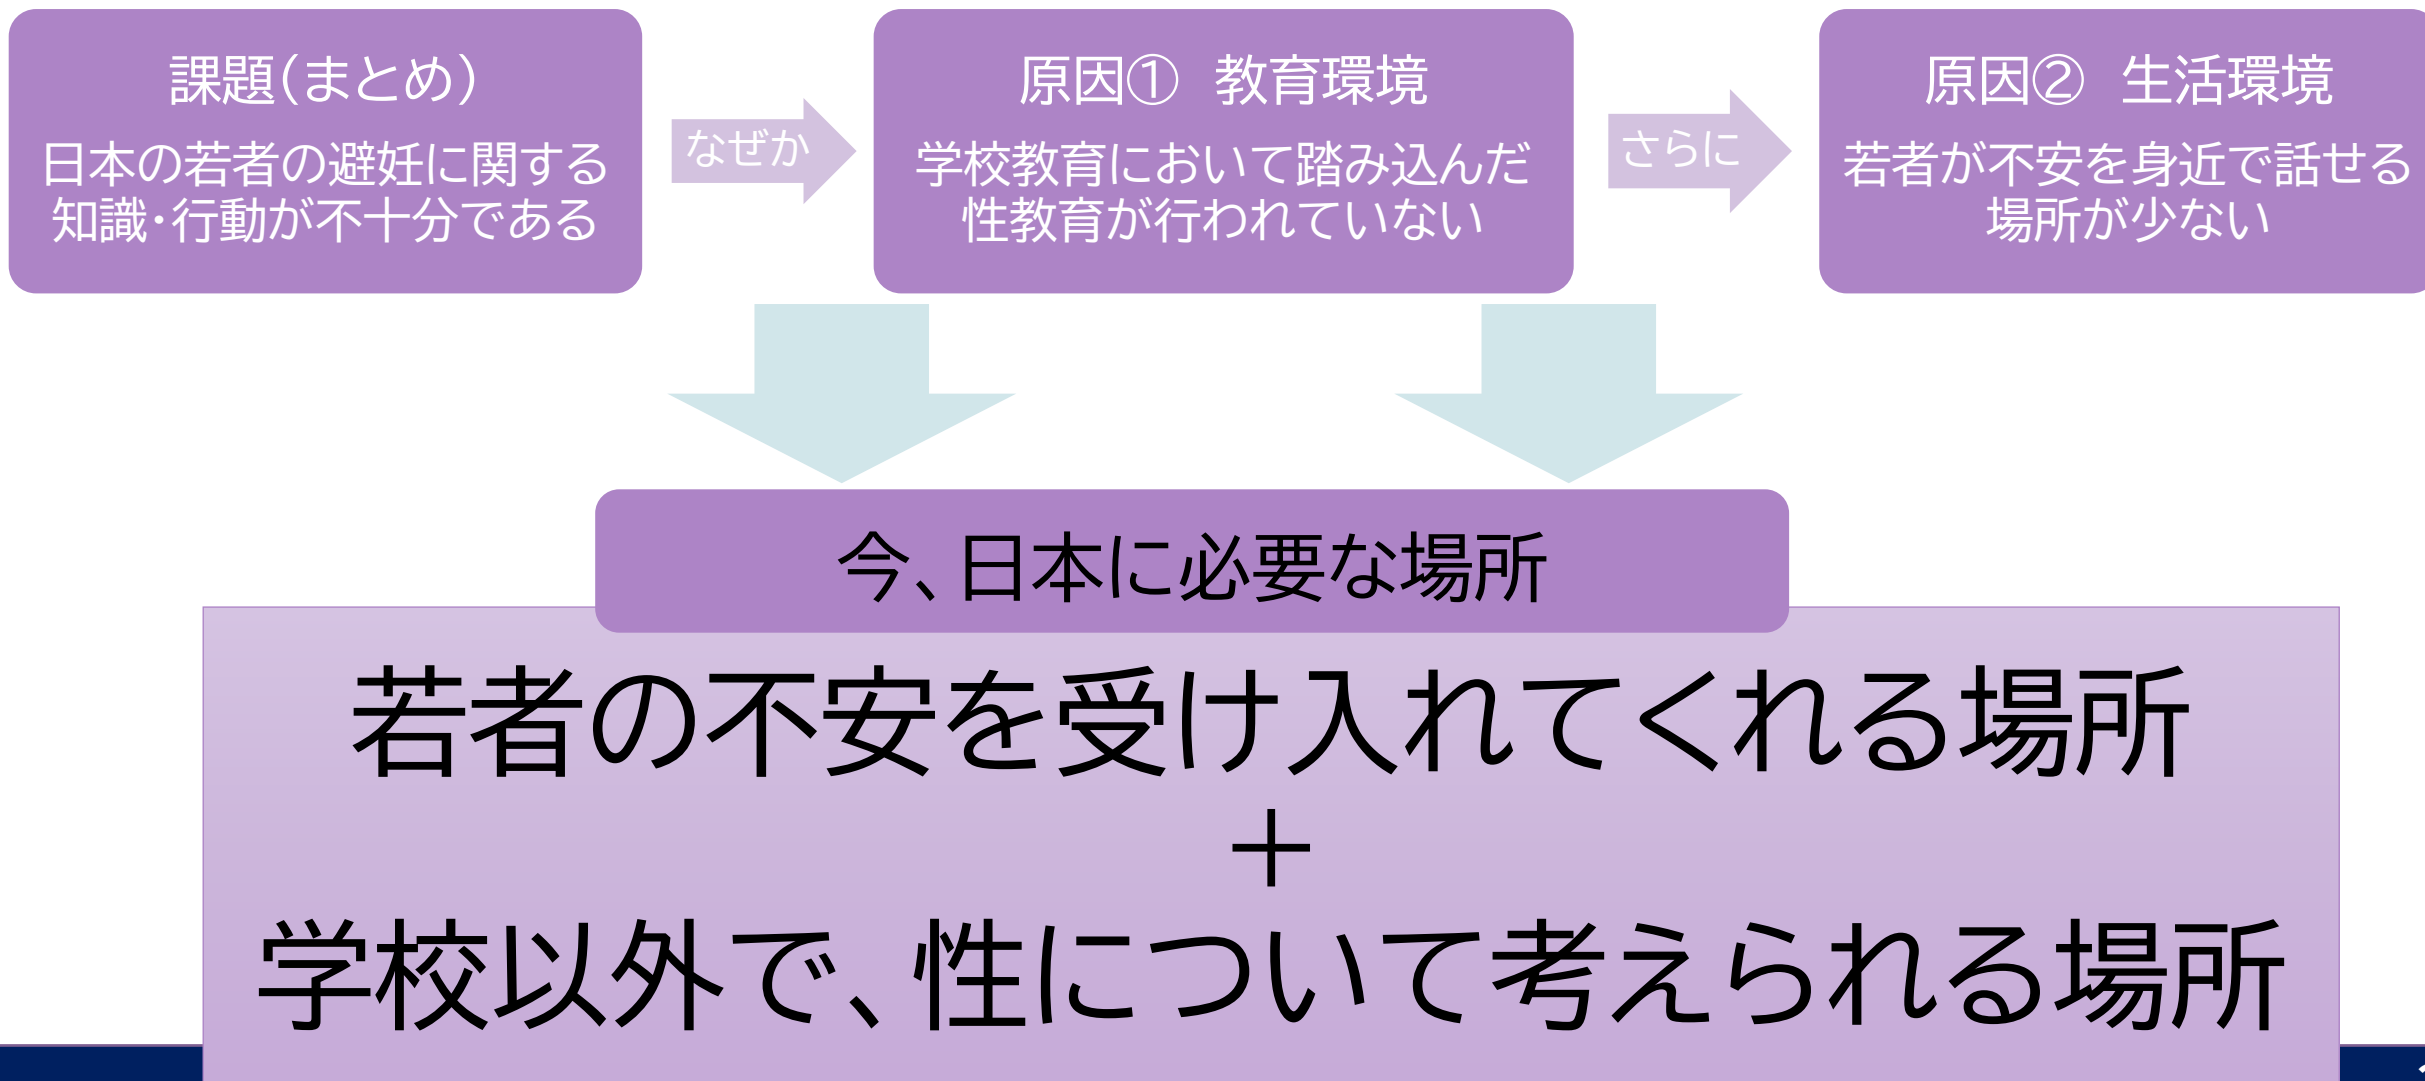 課題（まとめ）
日本の若者の避妊に関する
知識・行動が不十分である
なぜか
原因①　教育環境
学校教育において踏み込んだ
性教育が行われていない
さらに
原因②　生活環境
若者が不安を身近で話せる
場所が少ない
今、日本に必要な場所
若者の不安を受け入れてくれる場所
＋
学校以外で、性について考えられる場所